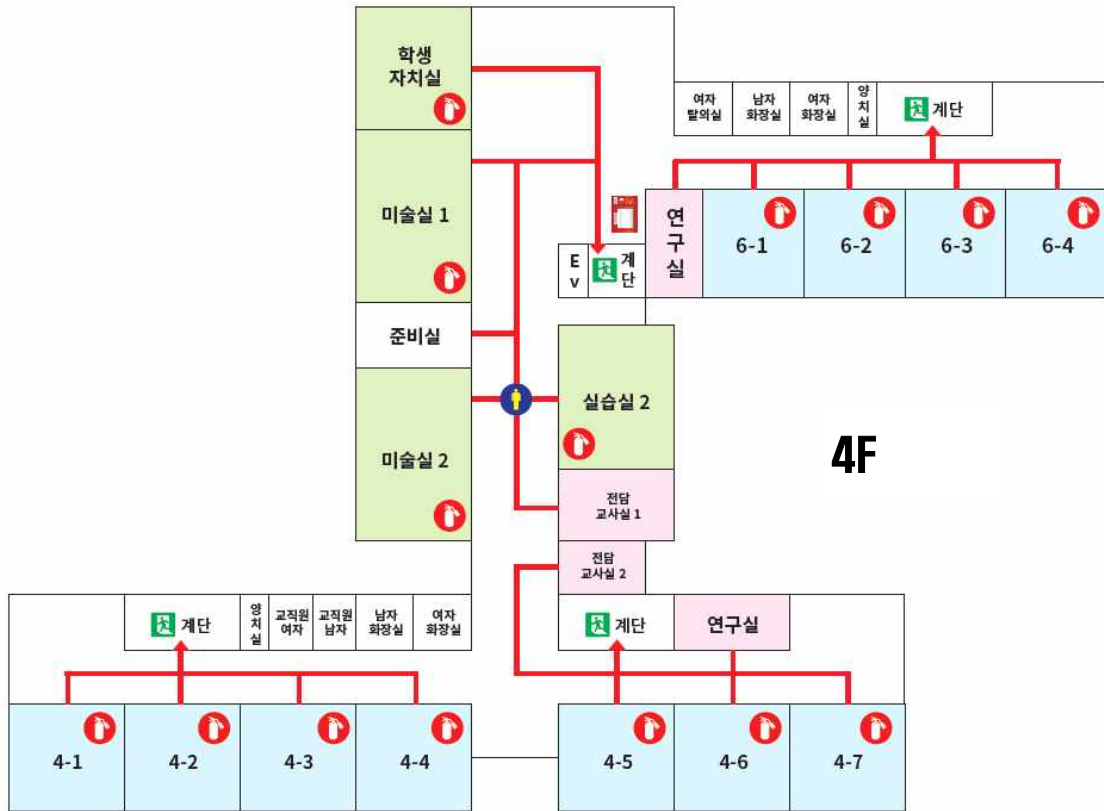 학생
자치실
여자
탈의실
남자
화장실
여자
화장실
양
치
실
계단
미술실 1
연
구
실
6-1
6-2
6-3
6-4
E
V
계
단
준비실
실습실 2
미술실 2
4F
전담
교사실 1
전담
교사실 2
계단
양
치
실
교직원
여자
교직원
남자
남자
화장실
여자
화장실
계단
연구실
4-1
4-2
4-3
4-4
4-5
4-6
4-7